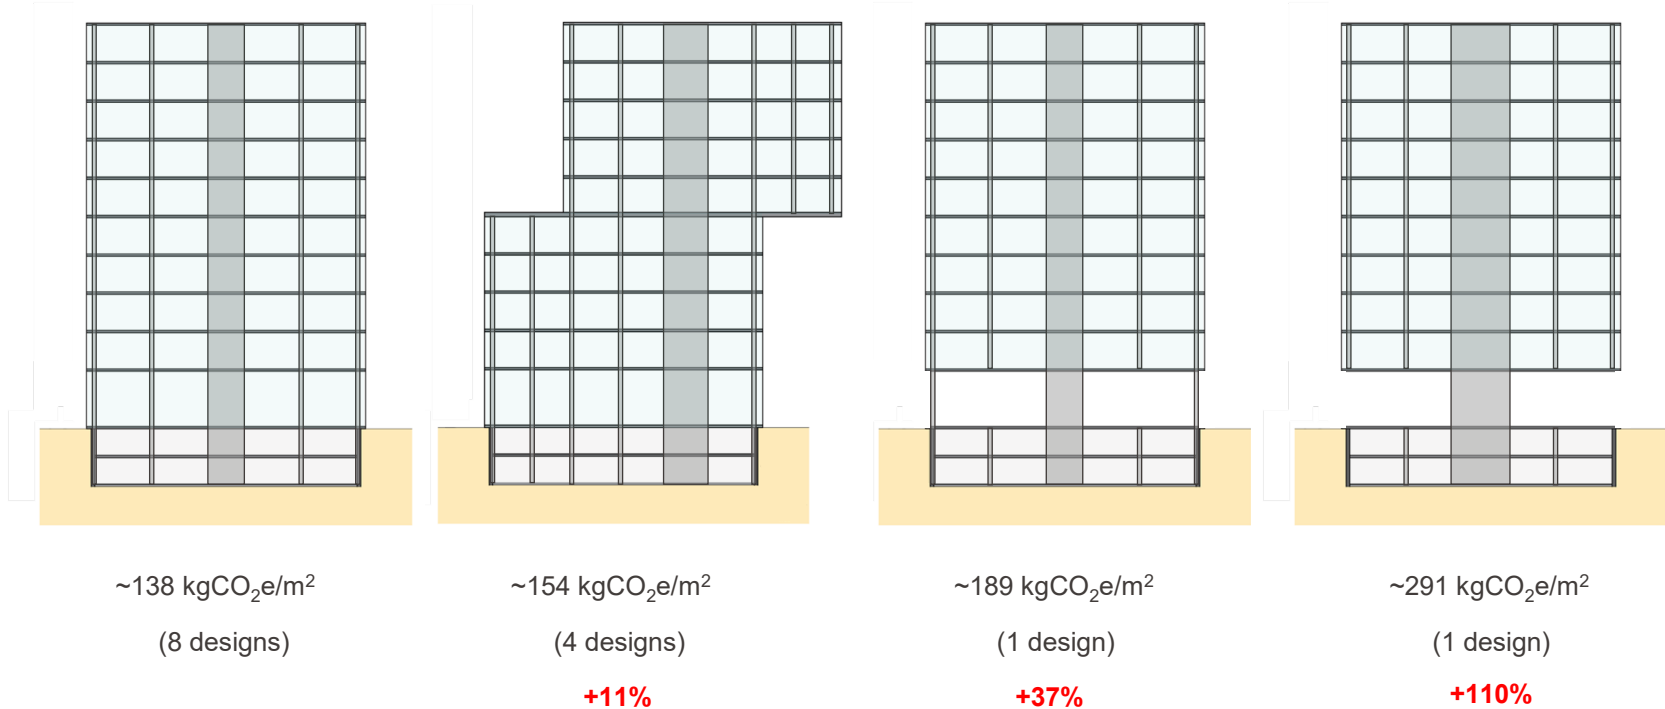 ~138 kgCO₂e/m² ~154 kgCO₂e/m² ~189 kgCO₂e/m² ~291 kgCO₂e/m²
(8 designs) (4 designs) (1 design) (1 design)
+11% +37% +110%